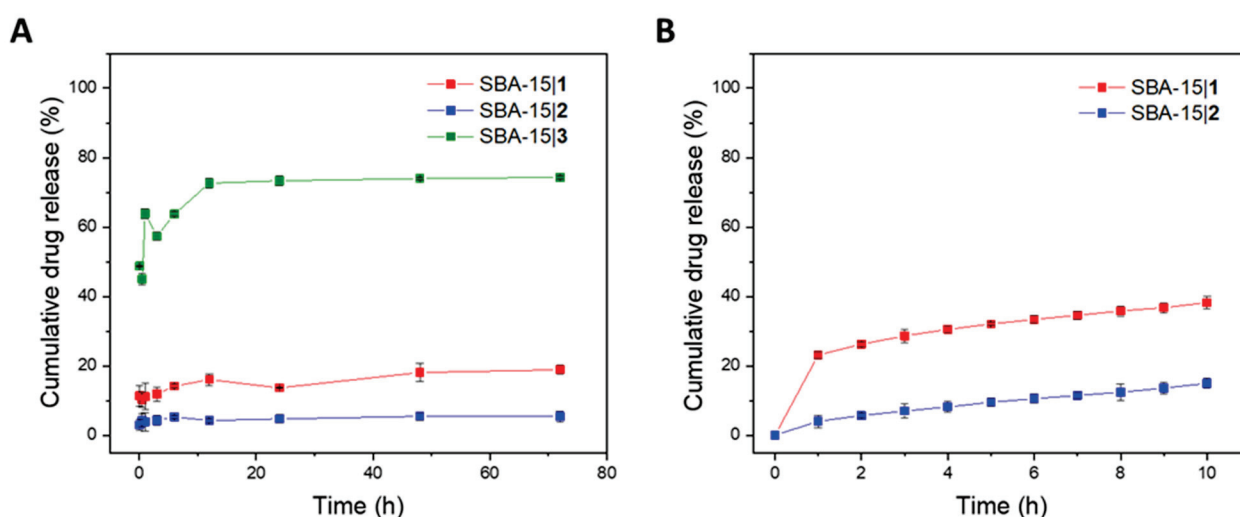 A
Cumulative drug release (%)
100
80
60
40
20
0
SBA-15|1
SBA-15|2
SBA-15|3
0 20 40 60 80
Time (h)
B
Cumulative drug release (%)
100
80
60
40
20
0
SBA-15|1
SBA-15|2
0 2 4 6 8 10
Time (h)